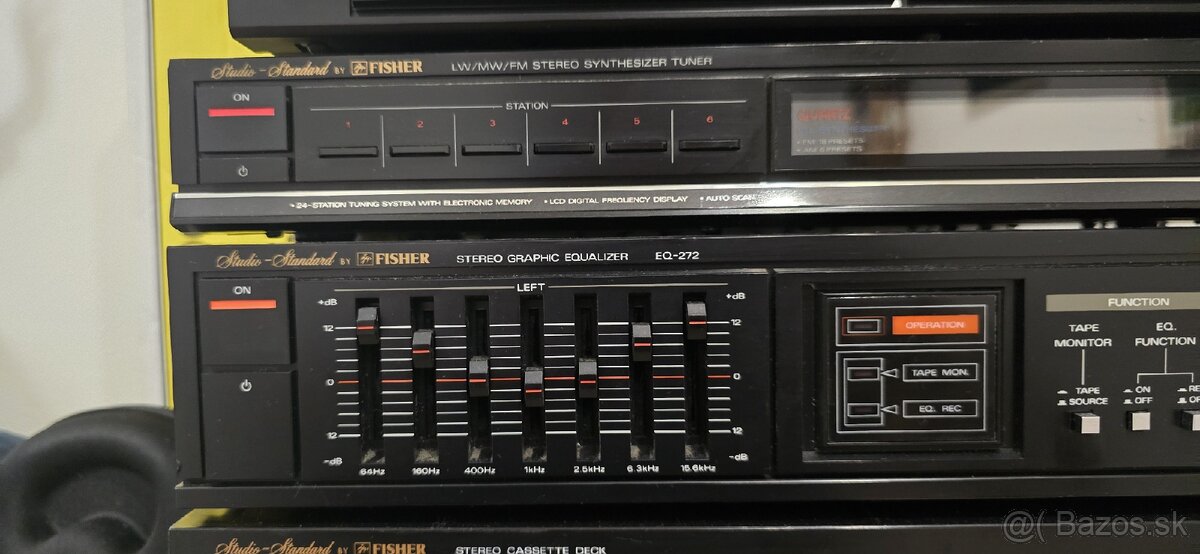 Studio-Standard BY FISHER LW/MW/FM STEREO SYNTHESIZER TUNER
ON
STATION
1 2 3 4 5 6
QUARTZ
• 24-STATION TUNING SYSTEM WITH ELECTRONIC MEMORY • LCD DIGITAL FREQUENCY DISPLAY • AUTO SCAN
Studio-Standard BY FISHER STEREO GRAPHIC EQUALIZER EQ-272
ON
LEFT
+dB +dB
12 12
0 0
12 12
-dB -dB
64Hz 160Hz 400Hz 1kHz 2.5kHz 6.3kHz 15.6kHz
OPERATION
TAPE MON.
EQ. REC
FUNCTION
TAPE MONITOR
EQ. FUNCTION
TAPE
SOURCE
ON
OFF
Studio-Standard BY FISHER STEREO CASSETTE DECK
Bazos.sk